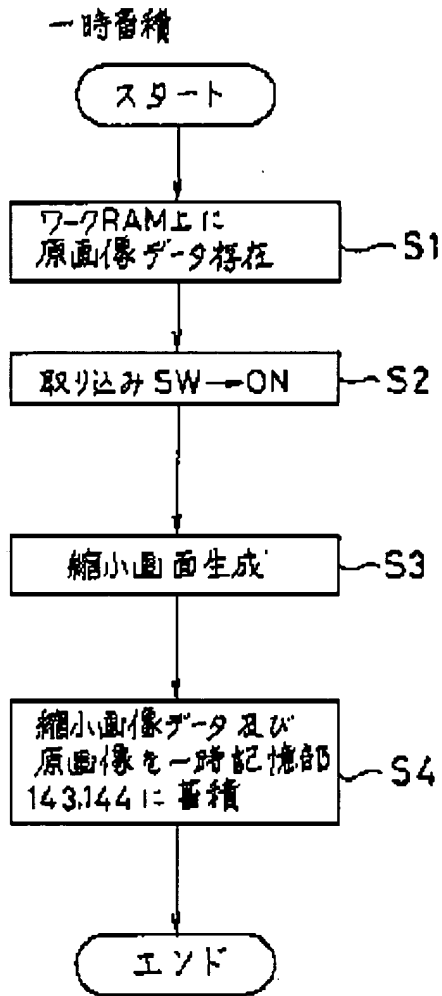 一時蓄積
スタート
ワークRAM上に
原画像データ存在
S1
取り込みSW→ON
S2
縮小画面生成
S3
縮小画像データ及び
原画像を一時記憶部
143,144に蓄積
S4
エンド